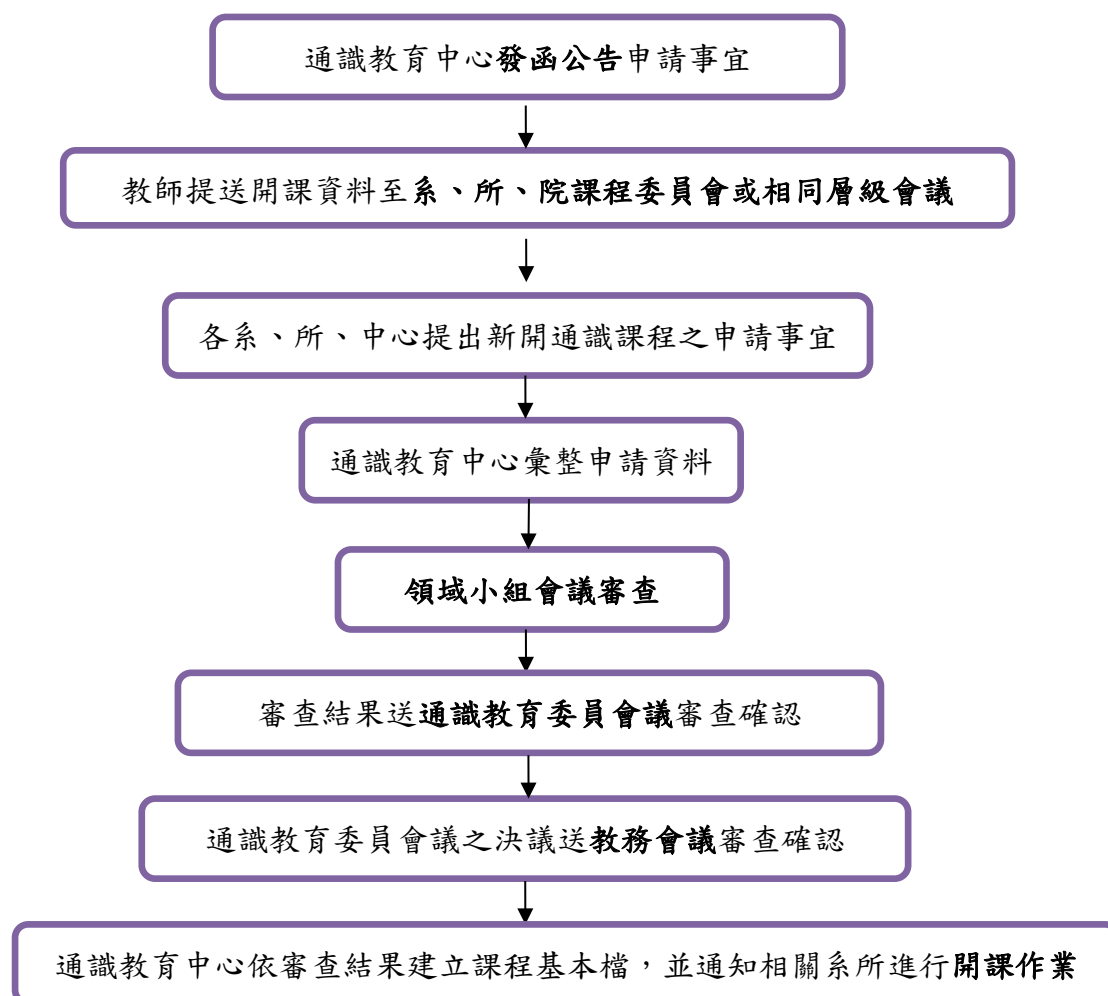 通識教育中心發函公告申請事宜
教師提送開課資料至系、所、院課程委員會或相同層級會議
各系、所、中心提出新開通識課程之申請事宜
通識教育中心彙整申請資料
領域小組會議審查
審查結果送通識教育委員會議審查確認
通識教育委員會議之決議送教務會議審查確認
通識教育中心依審查結果建立課程基本檔，並通知相關系所進行開課作業